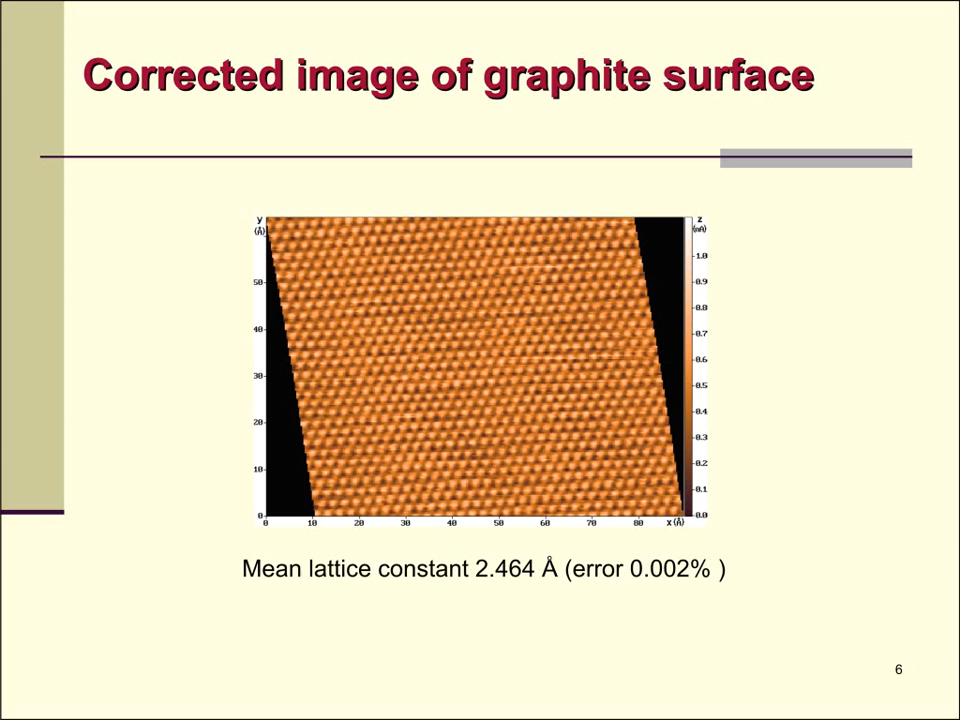 Corrected image of graphite surface
y
(Å)
50
40
30
20
10
0
0 10 20 30 40 50 60 70 80 X(Å)
z
(nA)
1.0
0.9
0.8
0.7
0.6
0.5
0.4
0.3
0.2
0.1
0.0
Mean lattice constant 2.464 Å (error 0.002% )
6